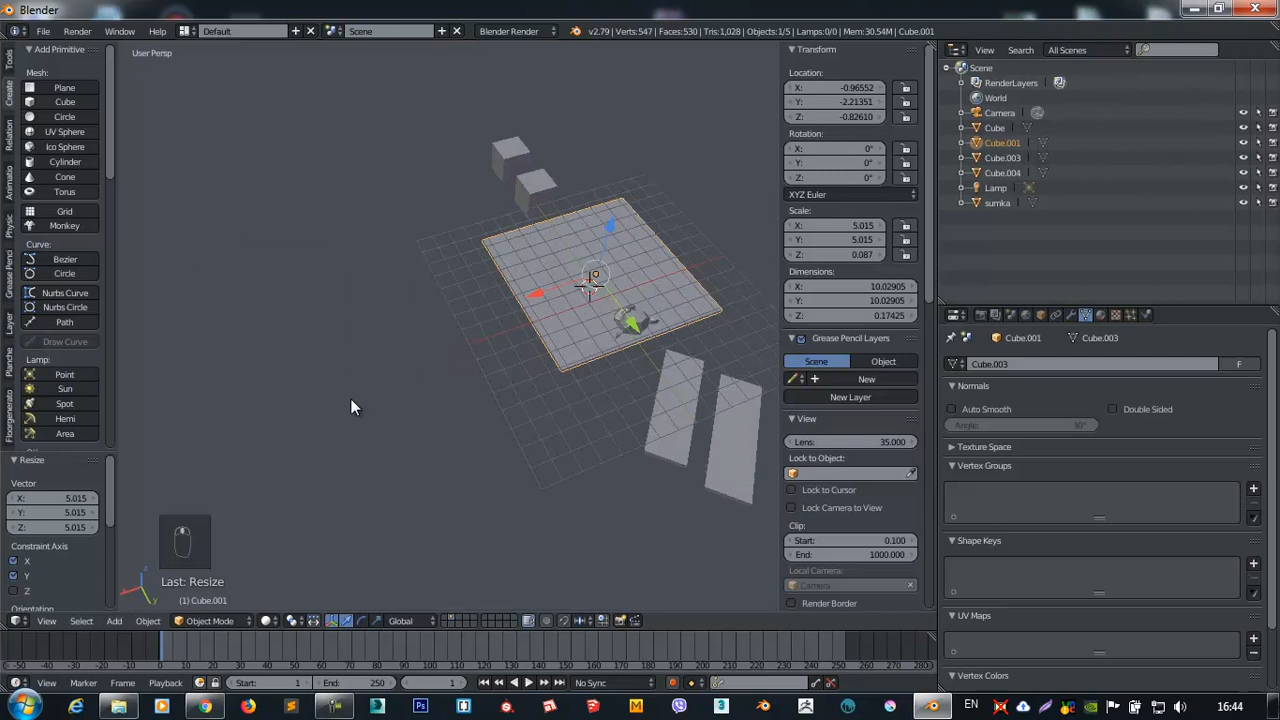 Blender
File Render Window Help Default Scene Blender Render v2.79 | Verts:547 | Faces:530 | Tris:1,028 | Objects:1/5 | Lamps:0/0 | Mem:30.54M | Cube.001
Tools
Create
Relation
Animatio
Physic
Grease Penci
Layer
Planche
Floorgenerato
Add Primitive
Mesh:
Plane
Cube
Circle
UV Sphere
Ico Sphere
Cylinder
Cone
Torus
Grid
Monkey
Curve:
Bezier
Circle
Nurbs Curve
Nurbs Circle
Path
Draw Curve
Lamp:
Point
Sun
Spot
Hemi
Area
Resize
Vector
X: 5.015
Y: 5.015
Z: 5.015
Constraint Axis
X
Y
Z
Orientation
User Persp
Last: Resize
(1) Cube.001
Transform
Location:
X: -0.96552
Y: -2.21351
Z: -0.82610
Rotation:
X: 0°
Y: 0°
Z: 0°
XYZ Euler
Scale:
X: 5.015
Y: 5.015
Z: 0.087
Dimensions:
X: 10.02905
Y: 10.02905
Z: 0.17425
Grease Pencil Layers
Scene Object
New
New Layer
View
Lens: 35.000
Lock to Object:
Lock to Cursor
Lock Camera to View
Clip:
Start: 0.100
End: 1000.000
Local Camera:
Camera
Render Border
View Search All Scenes
Scene
RenderLayers
World
Camera
Cube
Cube.001
Cube.003
Cube.004
Lamp
sumka
Cube.001 Cube.003
Cube.003 F
Normals
Auto Smooth Double Sided
Angle: 30°
Texture Space
Vertex Groups
Shape Keys
UV Maps
Vertex Colors
View Select Add Object Object Mode Global
-50 -40 -30 -20 -10 0 10 20 30 40 50 60 70 80 90 100 110 120 130 140 150 160 170 180 190 200 210 220 230 240 250 260 270 280
View Marker Frame Playback Start: 1 End: 250 1 No Sync
EN 16:44